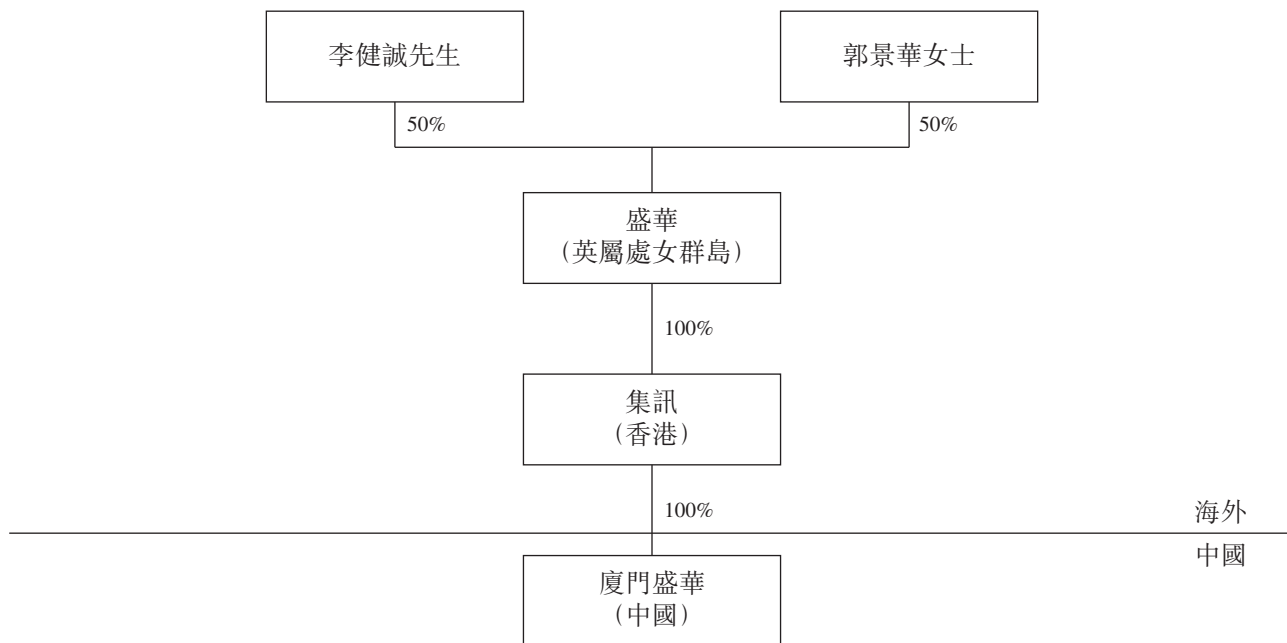 李健誠先生
郭景華女士
50%
50%
盛華
(英屬處女群島)
100%
集訊
(香港)
100%
海外
中國
廈門盛華
(中國)